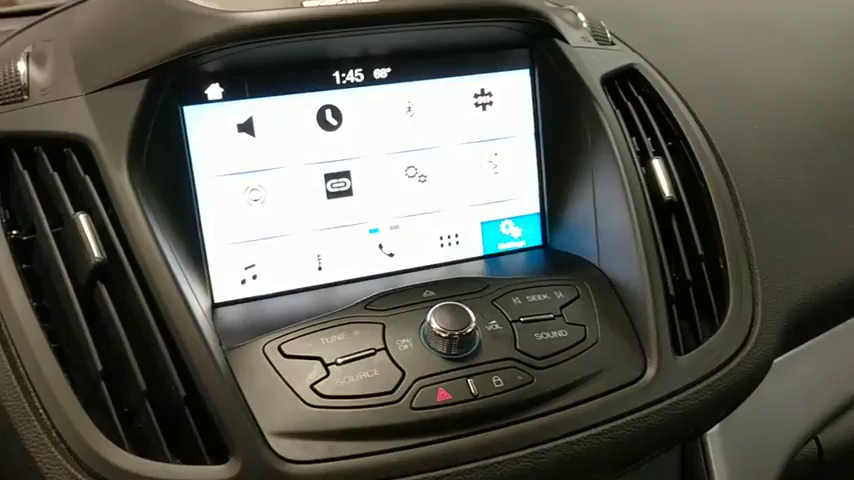 1:45 68°
TUNE
SEEK
ON
OFF
VOL
SOUND
SOURCE